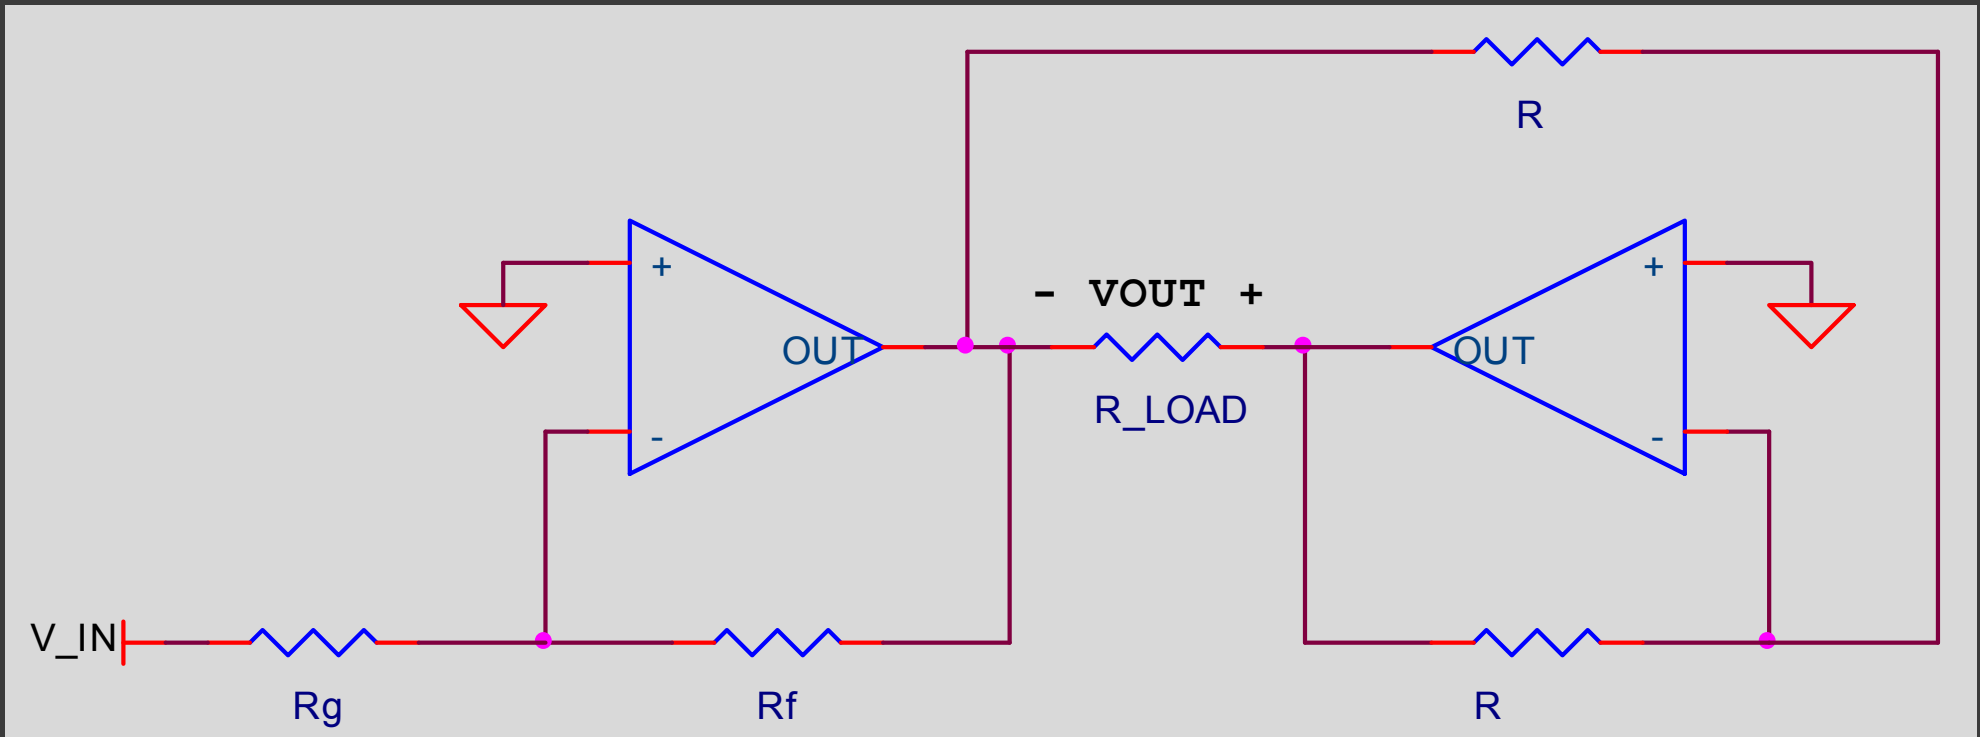 R
+
+
- VOUT +
OUT
OUT
R_LOAD
-
-
V_IN
Rg
Rf
R